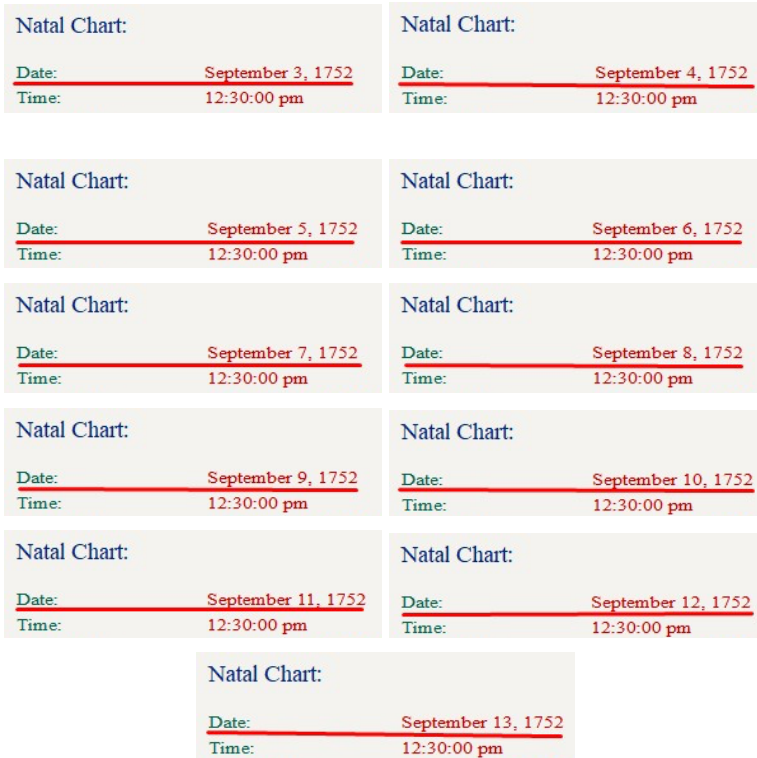 Natal Chart:
Date: September 3, 1752
Time: 12:30:00 pm
Natal Chart:
Date: September 4, 1752
Time: 12:30:00 pm
Natal Chart:
Date: September 5, 1752
Time: 12:30:00 pm
Natal Chart:
Date: September 6, 1752
Time: 12:30:00 pm
Natal Chart:
Date: September 7, 1752
Time: 12:30:00 pm
Natal Chart:
Date: September 8, 1752
Time: 12:30:00 pm
Natal Chart:
Date: September 9, 1752
Time: 12:30:00 pm
Natal Chart:
Date: September 10, 1752
Time: 12:30:00 pm
Natal Chart:
Date: September 11, 1752
Time: 12:30:00 pm
Natal Chart:
Date: September 12, 1752
Time: 12:30:00 pm
Natal Chart:
Date: September 13, 1752
Time: 12:30:00 pm